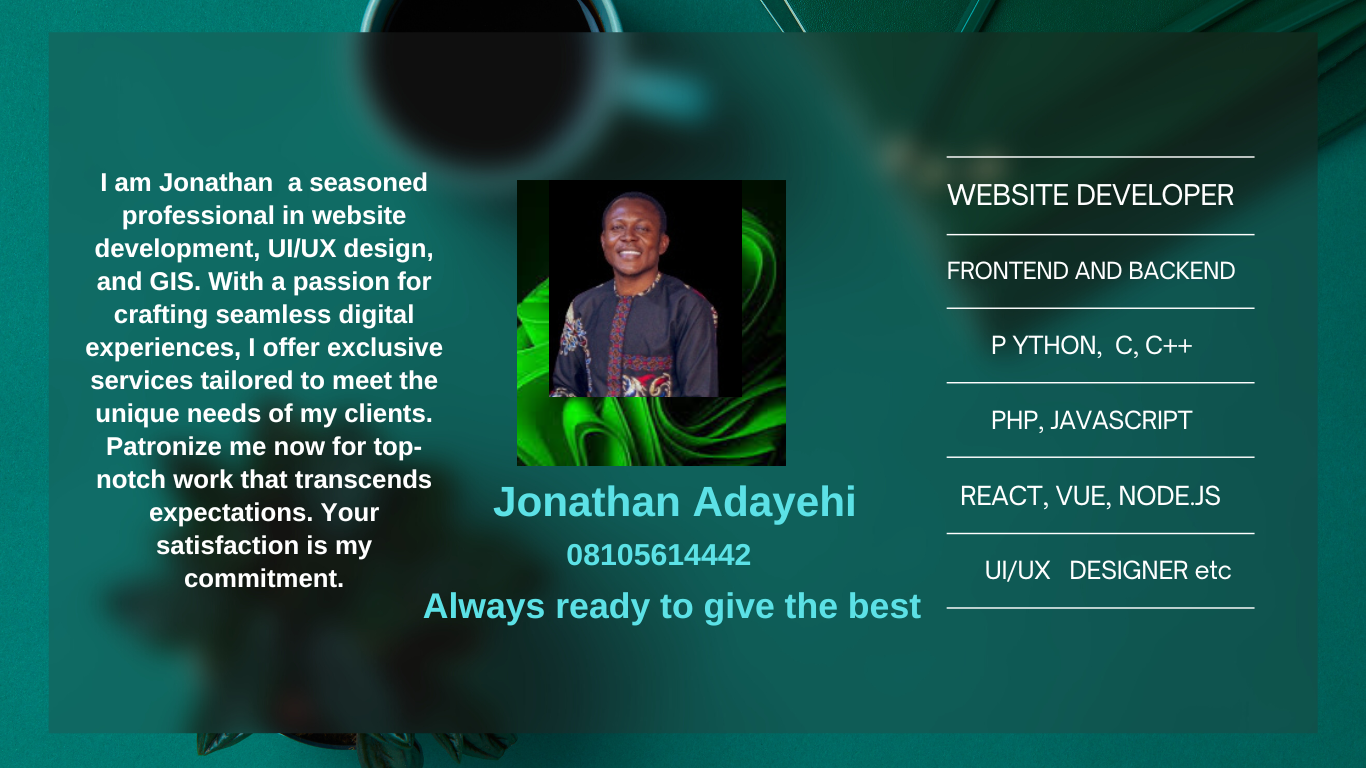 I am Jonathan  a seasoned
professional in website
development, UI/UX design,
and GIS. With a passion for
crafting seamless digital
experiences, I offer exclusive
services tailored to meet the
unique needs of my clients.
Patronize me now for top-
notch work that transcends
expectations. Your
satisfaction is my
commitment.
Jonathan Adayehi
08105614442
Always ready to give the best
WEBSITE DEVELOPER
FRONTEND AND BACKEND
P YTHON,  C, C++
PHP, JAVASCRIPT
REACT, VUE, NODE.JS
UI/UX   DESIGNER etc